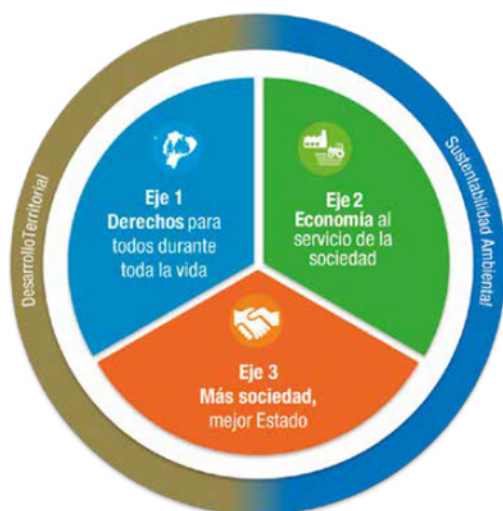 Desarrollo Territorial
Sustentabilidad Ambiental
Eje 1
Derechos para
todos durante
toda la vida
Eje 2
Economia al
servicio de la
sociedad
Eje 3
Más sociedad,
mejor Estado